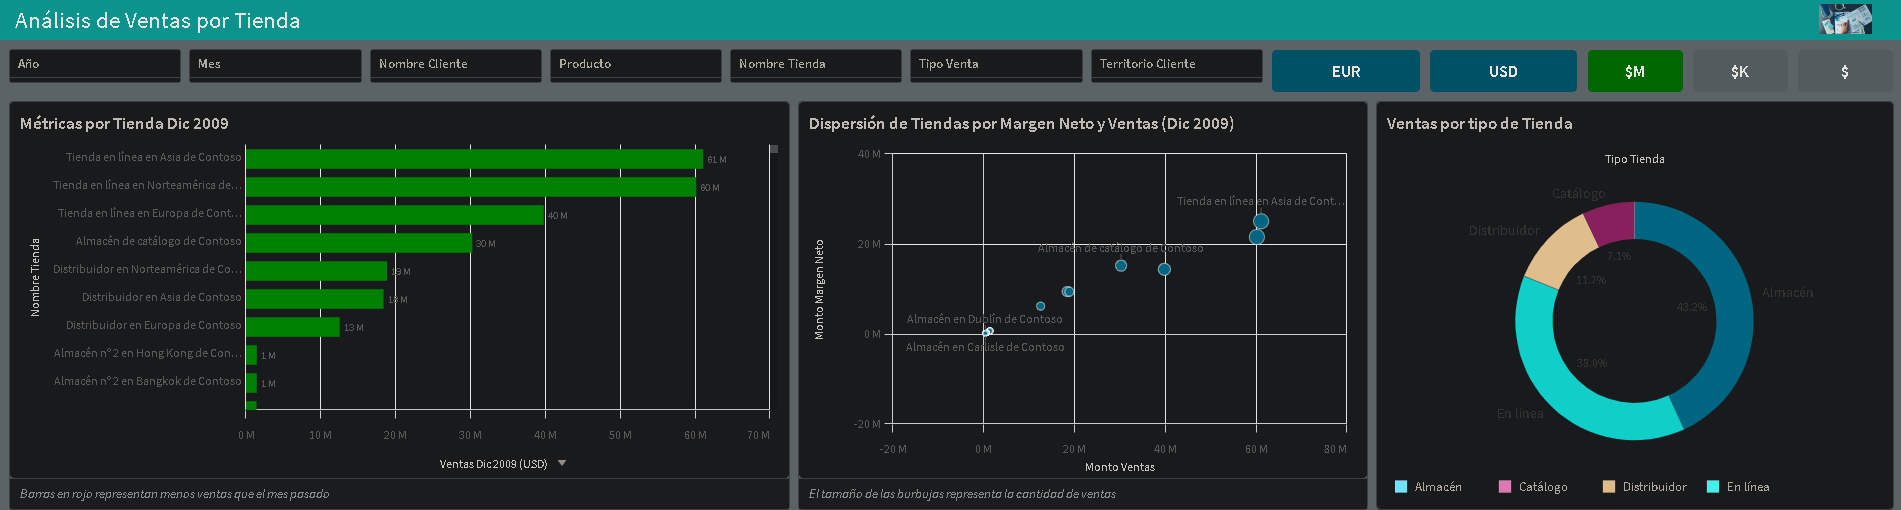 Análisis de Ventas por Tienda
Año
Mes
Nombre Cliente
Producto
Nombre Tienda
Tipo Venta
Territorio Cliente
EUR
USD
$M
$K
$
Métricas por Tienda Dic 2009
Nombre Tienda
Tienda en línea en Asia de Contoso
61 M
Tienda en línea en Norteamérica de...
60 M
Tienda en línea en Europa de Cont...
40 M
Almacén de catálogo de Contoso
30 M
Distribuidor en Norteamérica de Co...
19 M
Distribuidor en Asia de Contoso
18 M
Distribuidor en Europa de Contoso
13 M
Almacén nº 2 en Hong Kong de Con...
1 M
Almacén nº 2 en Bangkok de Contoso
1 M
0 M
10 M
20 M
30 M
40 M
50 M
60 M
70 M
Ventas Dic 2009 (USD)
Barras en rojo representan menos ventas que el mes pasado
Dispersión de Tiendas por Margen Neto y Ventas (Dic 2009)
Monto Margen Neto
40 M
20 M
0 M
-20 M
Tienda en línea en Asia de Cont...
Almacén de catálogo de Contoso
Almacén en Duplín de Contoso
Almacén en Carlisle de Contoso
-20 M
0 M
20 M
40 M
60 M
80 M
Monto Ventas
El tamaño de las burbujas representa la cantidad de ventas
Ventas por tipo de Tienda
Tipo Tienda
Catálogo
Distribuidor
7.1%
11.7%
Almacén
43.2%
38.0%
En línea
Almacén
Catálogo
Distribuidor
En línea